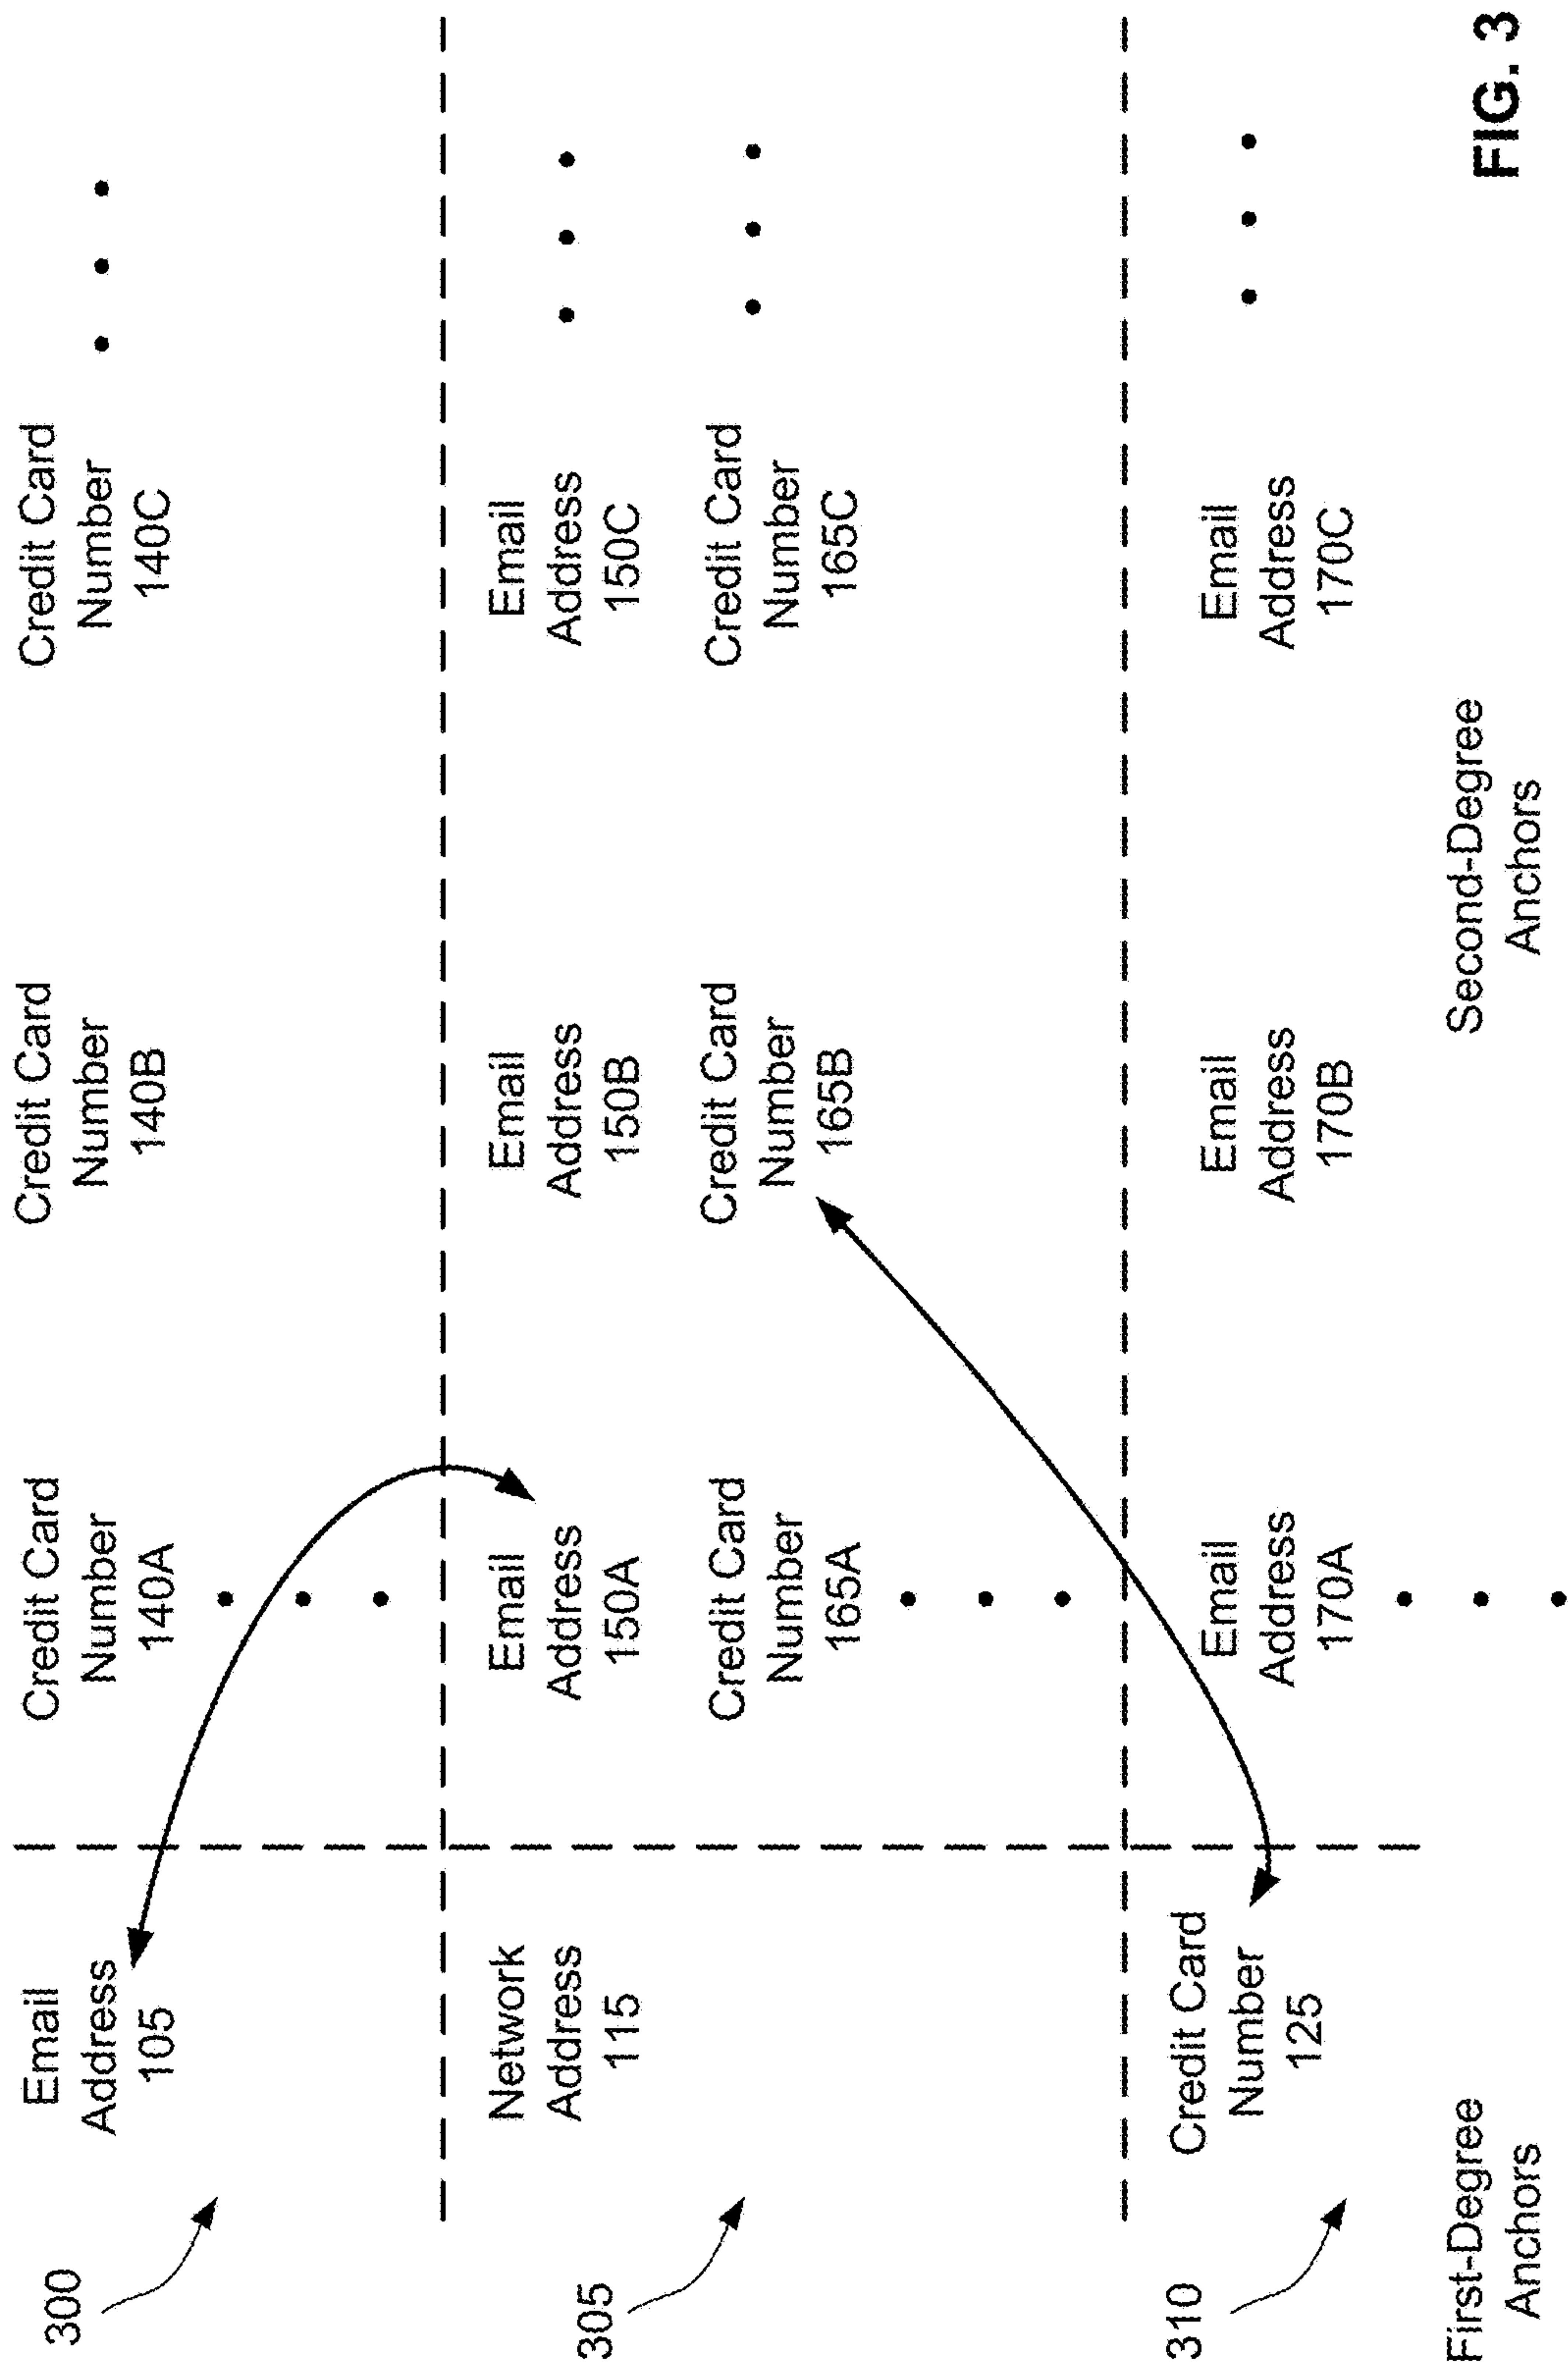 300
Email
Address
105
Credit Card
Number
140A
Credit Card
Number
140B
Credit Card
Number
140C
305
Network
Address
115
Email
Address
150A
Email
Address
150B
Email
Address
150C
Credit Card
Number
165A
Credit Card
Number
165B
Credit Card
Number
165C
310
Credit Card
Number
125
Email
Address
170A
Email
Address
170B
Email
Address
170C
First-Degree
Anchors
Second-Degree
Anchors
FIG. 3